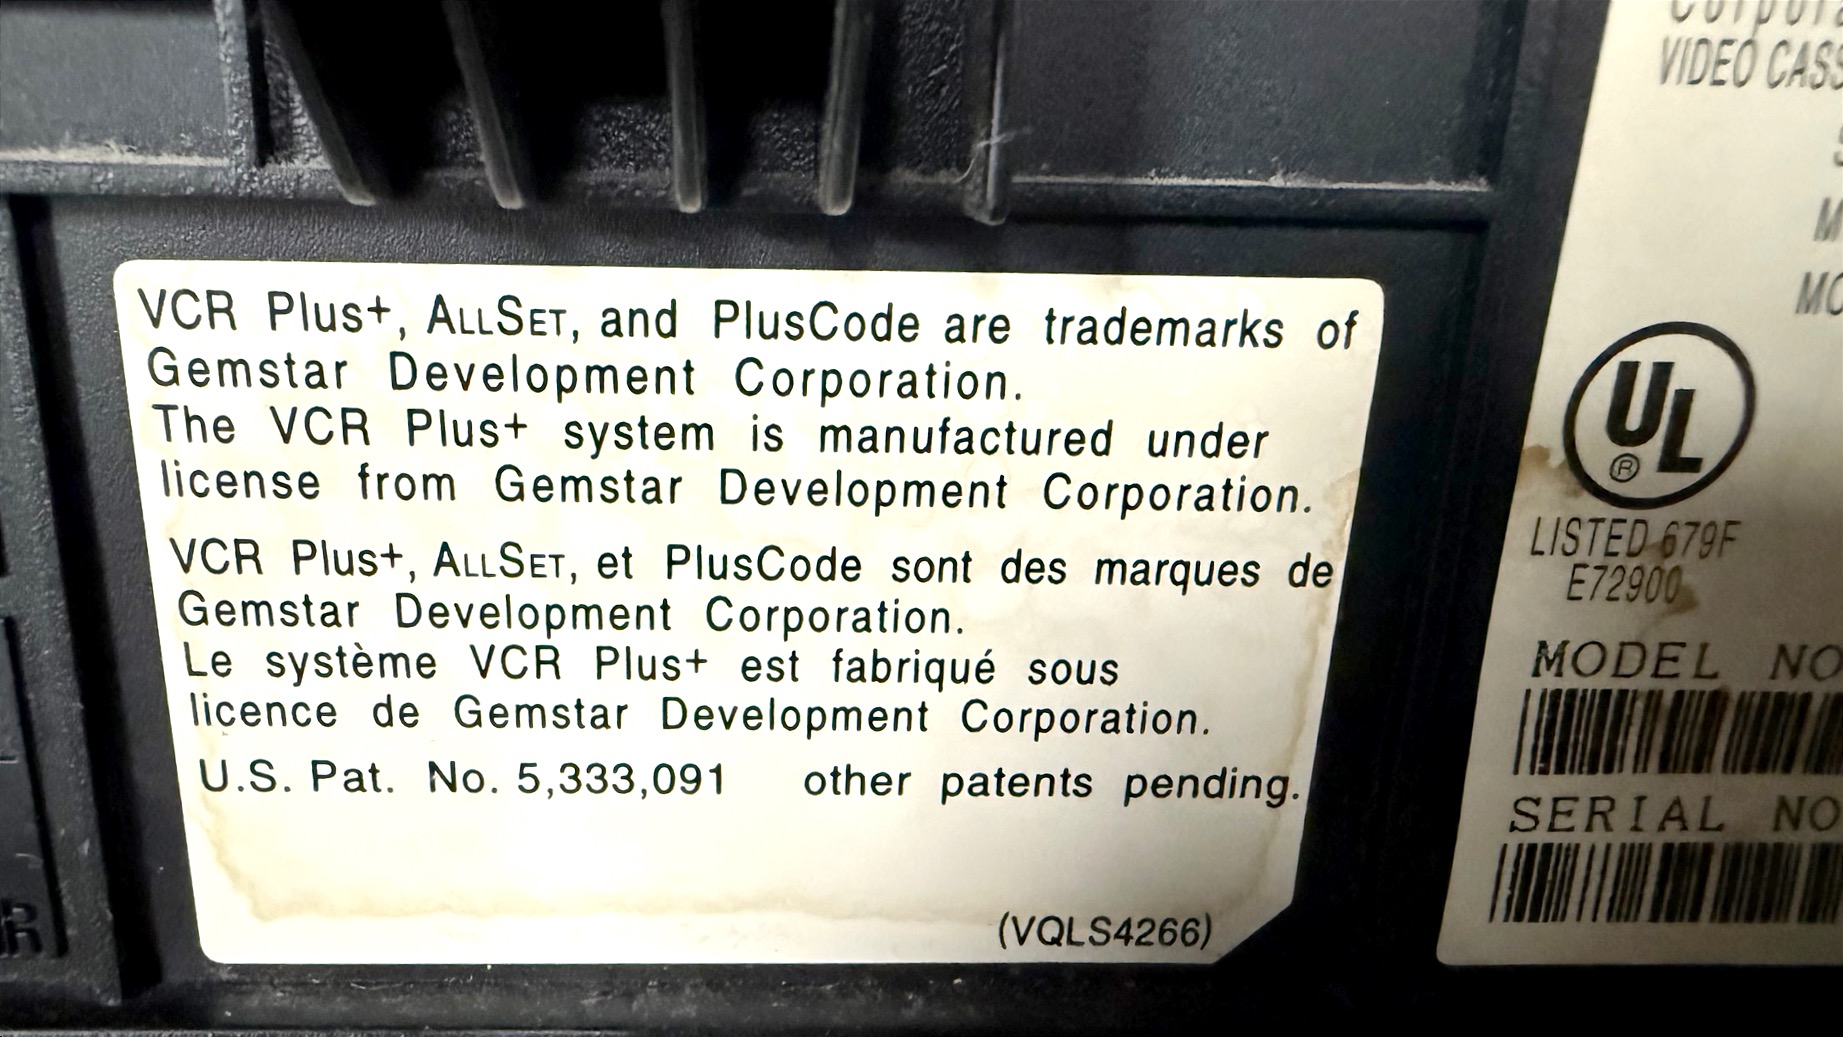 VCR Plus+, ALLSET, and PlusCode are trademarks of
Gemstar Development Corporation.
The VCR Plus+ system is manufactured under
license from Gemstar Development Corporation.
VCR Plus+, ALLSET, et PlusCode sont des marques de
Gemstar Development Corporation.
Le système VCR Plus+ est fabriqué sous
licence de Gemstar Development Corporation.
U.S. Pat. No. 5,333,091 other patents pending.
(VQLS4266)
VIDEO
UL
®
LISTED 679F
E72900
MODEL NO
SERIAL NO